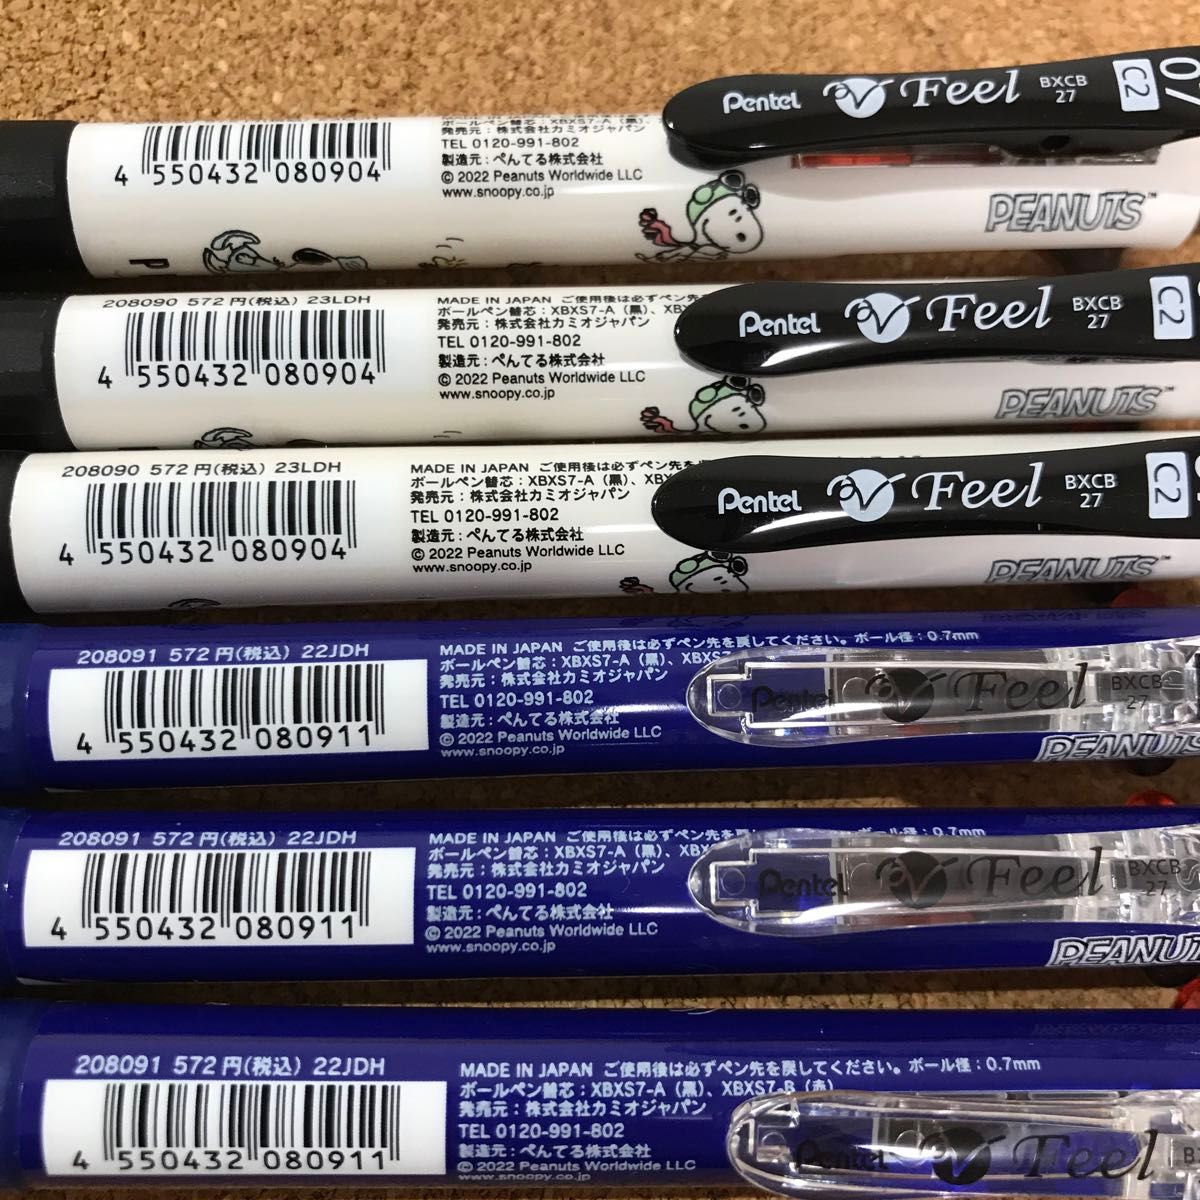 ボールペン替芯：XBXS7-A（黒）、XB
発売元：株式会社カミオジャパン
TEL 0120-991-802
製造元：ぺんてる株式会社
© 2022 Peanuts Worldwide LLC
www.snoopy.co.jp
4 550432 080904
Pentel Feel BXCB 27 C2 07
PEANUTS™
208090 572円(税込) 23LDH
4 550432 080904
MADE IN JAPAN ご使用後は必ずペン先を
ボールペン替芯：XBXS7-A（黒）、XB
発売元：株式会社カミオジャパン
TEL 0120-991-802
製造元：ぺんてる株式会社
© 2022 Peanuts Worldwide LLC
www.snoopy.co.jp
Pentel Feel BXCB 27 C2
PEANUTS
208090 572円(税込) 23LDH
4 550432 080904
MADE IN JAPAN ご使用後は必ずペン先を
ボールペン替芯：XBXS7-A（黒）、XB
発売元：株式会社カミオジャパン
TEL 0120-991-802
製造元：ぺんてる株式会社
© 2022 Peanuts Worldwide LLC
www.snoopy.co.jp
Pentel Feel BXCB 27 C2
PEANUTS
208091 572円(税込) 22JDH
4 550432 080911
MADE IN JAPAN ご使用後は必ずペン先を戻してください。ボール径：0.7mm
ボールペン替芯：XBXS7-A（黒）、XBXS7
発売元：株式会社カミオジャパン
TEL 0120-991-802
製造元：ぺんてる株式会社
© 2022 Peanuts Worldwide LLC
www.snoopy.co.jp
Pentel Feel BXCB 27
PEANUTS
208091 572円(税込) 22JDH
4 550432 080911
MADE IN JAPAN ご使用後は必ずペン先を ボール径：0.7mm
ボールペン替芯：XBXS7-A（黒）、XBXS
発売元：株式会社カミオジャパン
TEL 0120-991-802
製造元：ぺんてる株式会社
© 2022 Peanuts Worldwide LLC
www.snoopy.co.jp
Pentel Feel BXCB 27
PEANUTS
208091 572円(税込) 22JDH
4 550432 080911
MADE IN JAPAN ご使用後は必ずペン先を戻してください。ボール径：0.7mm
ボールペン替芯：XBXS7-A（黒）、XBXS7-B（赤）
発売元：株式会社カミオジャパン
TEL 0120-991-802
製造元：ぺんてる株式会社
© 2022 Peanuts Worldwide LLC
www.snoopy.co.jp
Pentel Feel BXCB 27